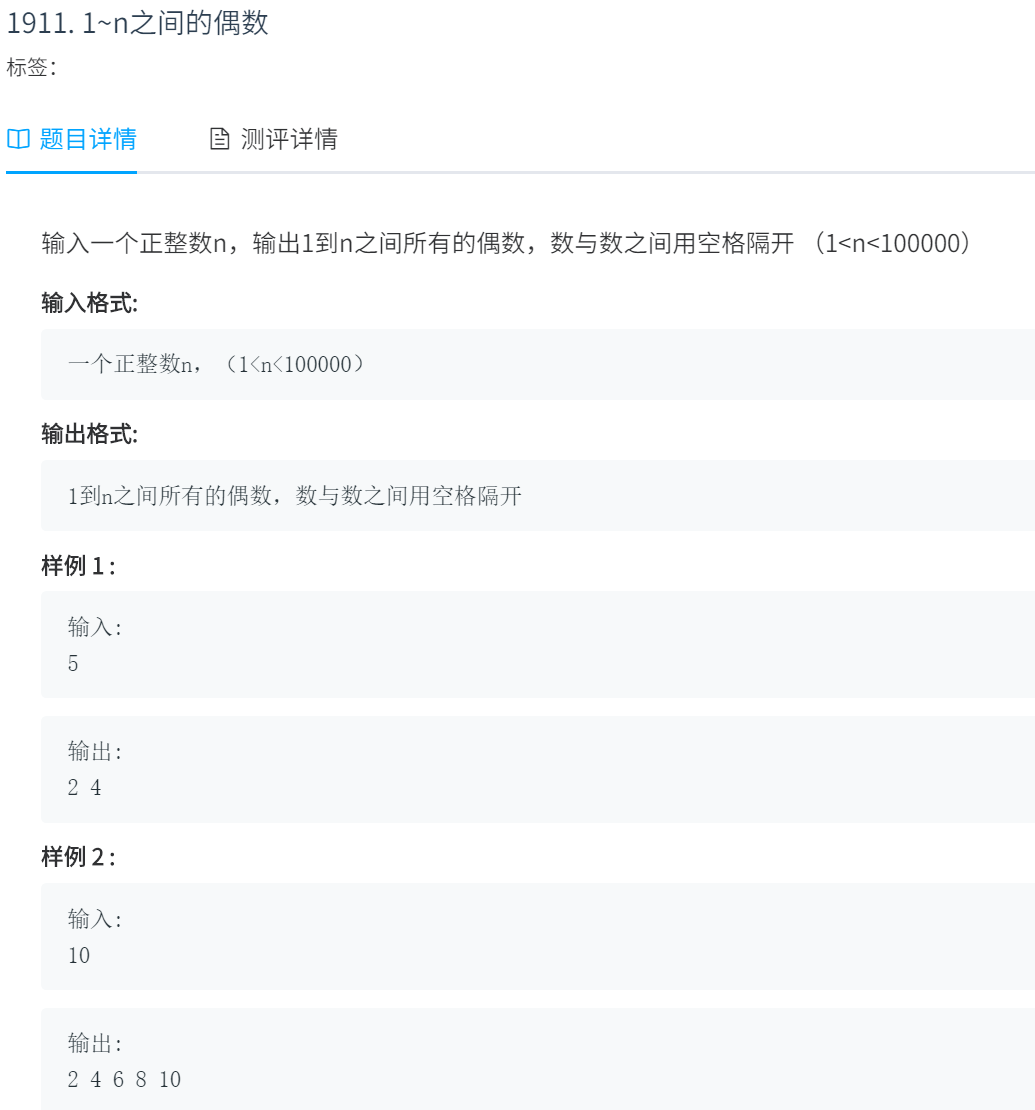 1911. 1~n之间的偶数
标签:
题目详情 测评详情
输入一个正整数n，输出1到n之间所有的偶数，数与数之间用空格隔开 （1<n<100000）
输入格式:
一个正整数n，（1<n<100000）
输出格式:
1到n之间所有的偶数，数与数之间用空格隔开
样例 1 :
输入:
5
输出:
2 4
样例 2 :
输入:
10
输出:
2 4 6 8 10